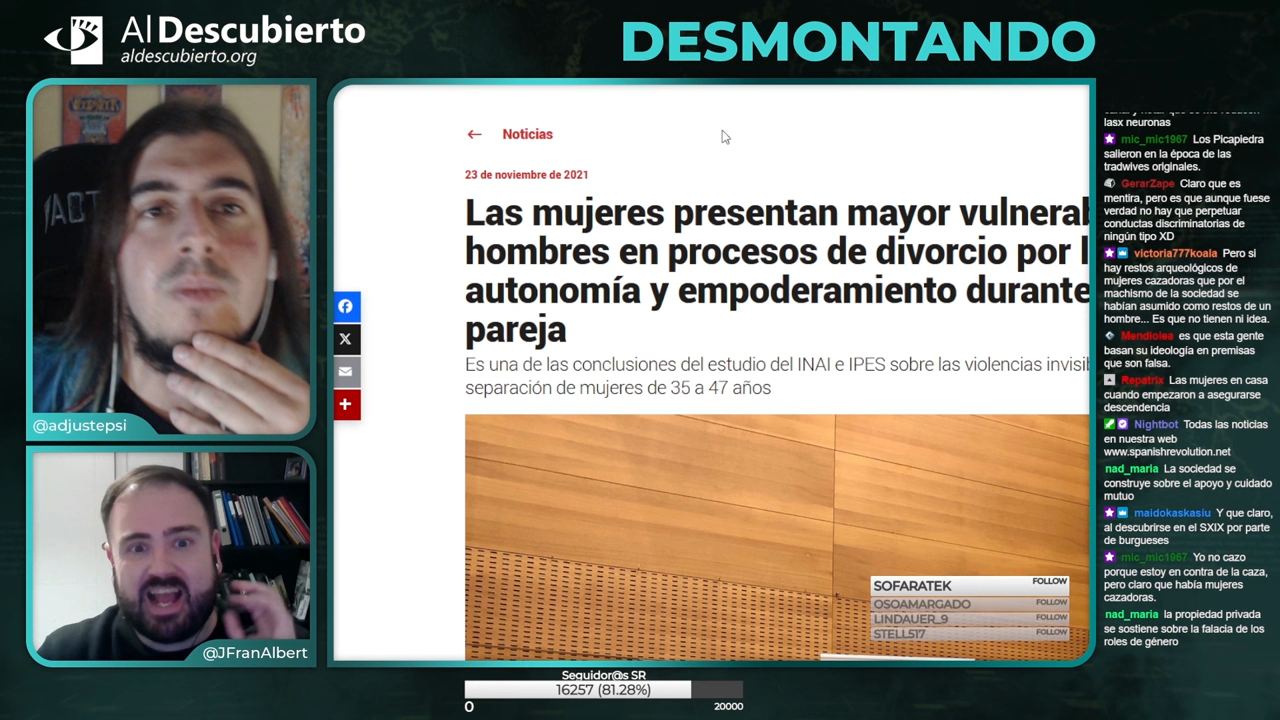 Al Descubierto
aldescubierto.org
DESMONTANDO
@adjustepsi
@JFranAlbert
Noticias
23 de noviembre de 2021
Las mujeres presentan mayor vulnerab
hombres en procesos de divorcio por l
autonomía y empoderamiento durante
pareja
Es una de las conclusiones del estudio del INAI e IPES sobre las violencias invisib
separación de mujeres de 35 a 47 años
SOFARATEK FOLLOW
OSOAMARGADO FOLLOW
LINDAUER_9 FOLLOW
STELL517 FOLLOW
Seguidor@s SR
16257 (81.28%)
0 20000
lasx neuronas
mic_mic1967 Los Picapiedra
salieron en la época de las
tradwives originales.
GerarZape Claro que es
mentira, pero es que aunque fuese
verdad no hay que perpetuar
conductas discriminatorias de
ningún tipo XD
victoria777koala Pero si
hay restos arqueológicos de
mujeres cazadoras que por el
machismo de la sociedad se
habían asumido como restos de un
hombre... Es que no tienen ni idea.
Mendiolea es que esta gente
basan su ideología en premisas
que son falsa.
Repatrix Las mujeres en casa
cuando empezaron a asegurarse
descendencia
Nightbot Todas las noticias
en nuestra web
www.spanishrevolution.net
nad_maria La sociedad se
construye sobre el apoyo y cuidado
mutuo
maidokaskasiu Y que claro,
al descubrirse en el SXIX por parte
de burgueses
mic_mic1967 Yo no cazo
porque estoy en contra de la caza,
pero claro que había mujeres
cazadoras.
nad_maria la propiedad privada
se sostiene sobre la falacia de los
roles de género